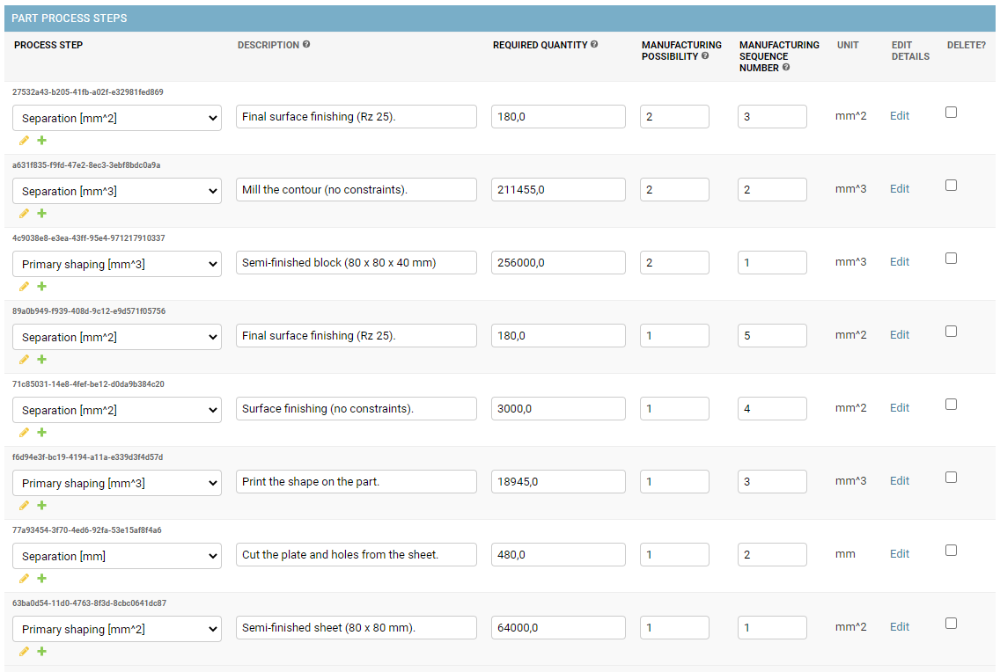 PART PROCESS STEPS
PROCESS STEP DESCRIPTION REQUIRED QUANTITY MANUFACTURING POSSIBILITY MANUFACTURING SEQUENCE NUMBER UNIT EDIT DETAILS DELETE?
27532a43-b205-41fb-a02f-e32981fed869
Separation [mm^2] Final surface finishing (Rz 25). 180,0 2 3 mm^2 Edit
a631f835-f9fd-47e2-8ec3-3ebf8bdc0a9a
Separation [mm^3] Mill the contour (no constraints). 211455,0 2 2 mm^3 Edit
4c9038e8-e3ea-43ff-95e4-971217910337
Primary shaping [mm^3] Semi-finished block (80 x 80 x 40 mm) 256000,0 2 1 mm^3 Edit
89a0b949-f939-408d-9c12-e9d571f05756
Separation [mm^2] Final surface finishing (Rz 25). 180,0 1 5 mm^2 Edit
71c85031-14e8-4fef-be12-d0da9b384c20
Separation [mm^2] Surface finishing (no constraints). 3000,0 1 4 mm^2 Edit
f6d94e3f-bc19-4194-a11a-e339d3f4d57d
Primary shaping [mm^3] Print the shape on the part. 18945,0 1 3 mm^3 Edit
77a93454-3f70-4ed6-92fa-53e15af8f4a6
Separation [mm] Cut the plate and holes from the sheet. 480,0 1 2 mm Edit
63ba0d54-11d0-4763-8f3d-8cbc0641dc87
Primary shaping [mm^2] Semi-finished sheet (80 x 80 mm). 64000,0 1 1 mm^2 Edit